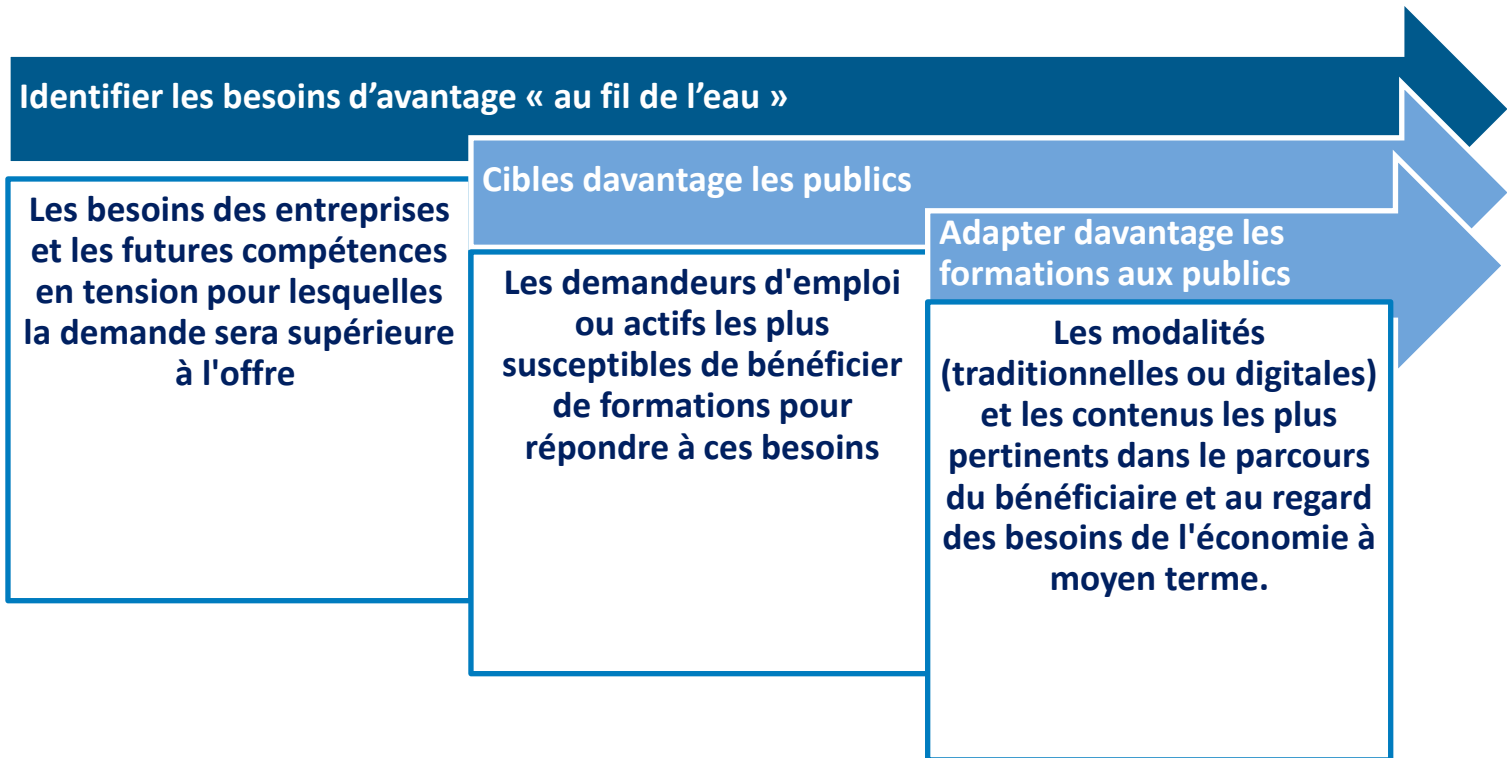 Identifier les besoins d’avantage « au fil de l’eau »
Les besoins des entreprises
et les futures compétences
en tension pour lesquelles
la demande sera supérieure
à l'offre
Cibles davantage les publics
Les demandeurs d'emploi
ou actifs les plus
susceptibles de bénéficier
de formations pour
répondre à ces besoins
Adapter davantage les
formations aux publics
Les modalités
(traditionnelles ou digitales)
et les contenus les plus
pertinents dans le parcours
du bénéficiaire et au regard
des besoins de l'économie à
moyen terme.